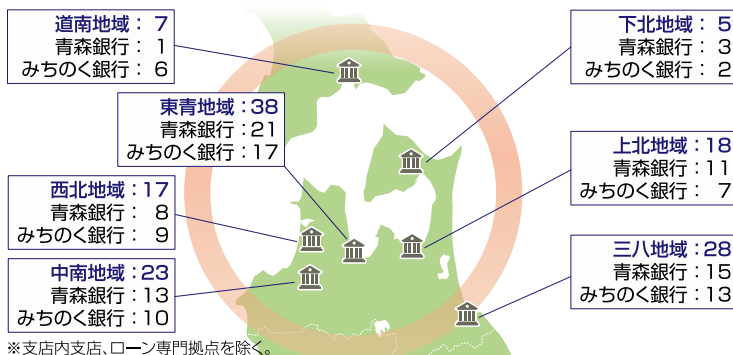 道南地域：7
青森銀行：1
みちのく銀行：6
下北地域：5
青森銀行：3
みちのく銀行：2
東青地域：38
青森銀行：21
みちのく銀行：17
上北地域：18
青森銀行：11
みちのく銀行：7
西北地域：17
青森銀行：8
みちのく銀行：9
三八地域：28
青森銀行：15
みちのく銀行：13
中南地域：23
青森銀行：13
みちのく銀行：10
※支店内支店、ローン専門拠点を除く。